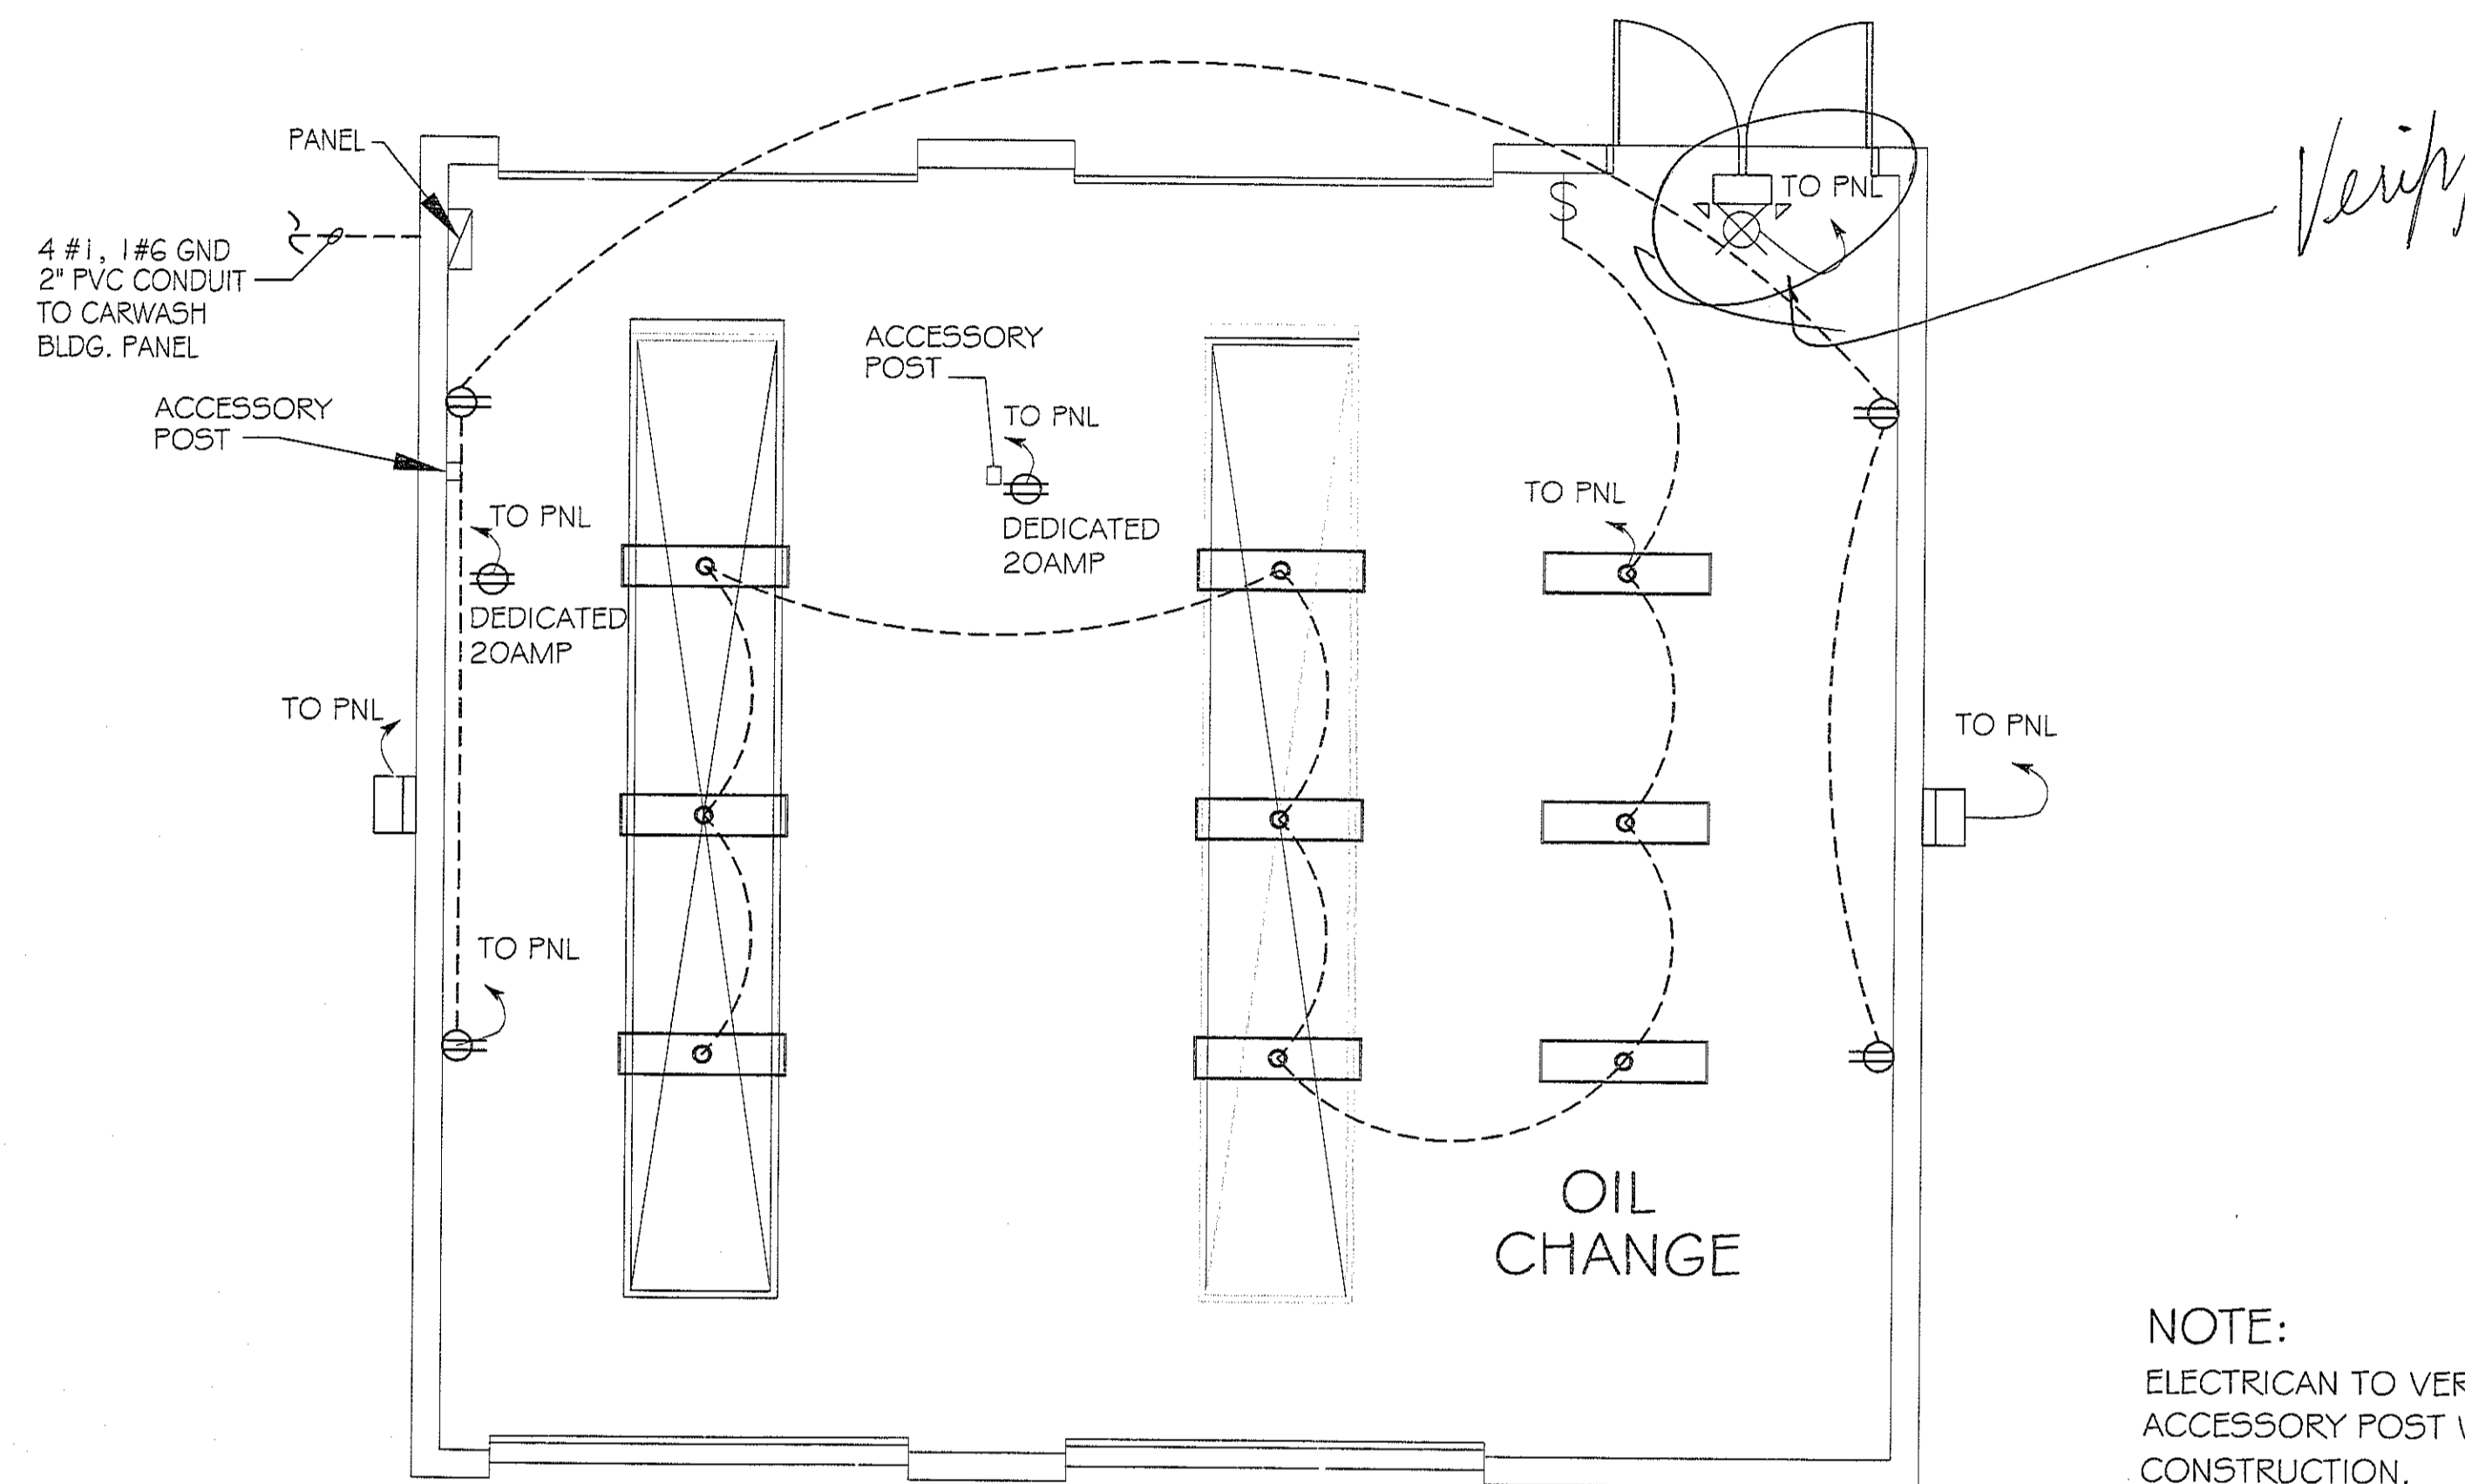 PANEL
TO PNL
Verify
4 #1, 1#6 GND
2" PVC CONDUIT
TO CARWASH
BLDG. PANEL
ACCESSORY
POST
ACCESSORY
POST
TO PNL
DEDICATED
20AMP
TO PNL
DEDICATED
20AMP
TO PNL
TO PNL
TO PNL
TO PNL
OIL
CHANGE
NOTE:
ELECTRICAN TO VER
ACCESSORY POST
CONSTRUCTION.